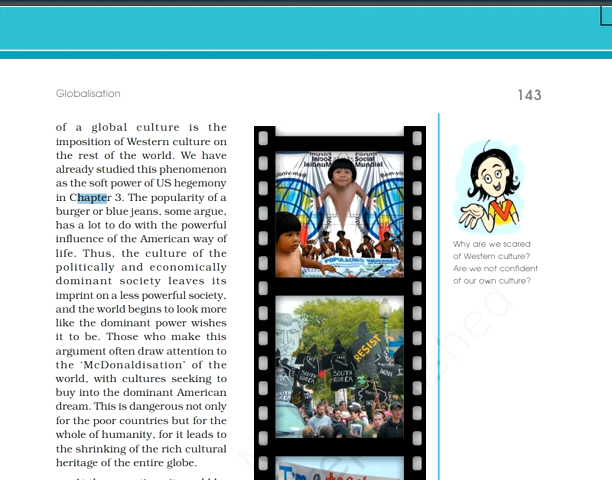 Globalisation
143
of a global culture is the
imposition of Western culture on
the rest of the world. We have
already studied this phenomenon
as the soft power of US hegemony
in Chapter 3. The popularity of a
burger or blue jeans, some argue,
has a lot to do with the powerful
influence of the American way of
life. Thus, the culture of the
politically and economically
dominant society leaves its
imprint on a less powerful society,
and the world begins to look more
like the dominant power wishes
it to be. Those who make this
argument often draw attention to
the ‘McDonaldisation’ of the
world, with cultures seeking to
buy into the dominant American
dream. This is dangerous not only
for the poor countries but for the
whole of humanity, for it leads to
the shrinking of the rich cultural
heritage of the entire globe.
Forum
Social
Mundial
POPULAÇÕES INDÍGENAS
RESIST
SOUTH
KOREA
SOUTH
KOREA
I'm a
Why are we scared
of Western culture?
Are we not confident
of our own culture?